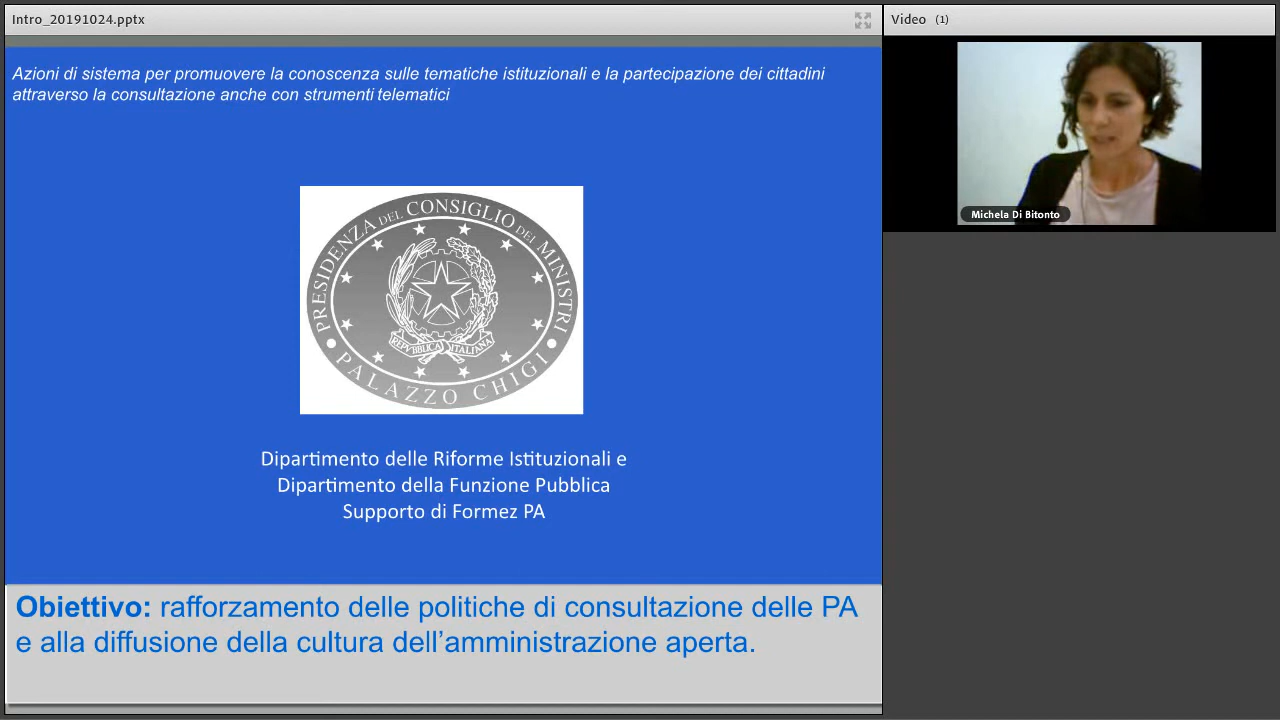 Intro_20191024.pptx
Video (1)
Azioni di sistema per promuovere la conoscenza sulle tematiche istituzionali e la partecipazione dei cittadini
attraverso la consultazione anche con strumenti telematici
PRESIDENZA DEL CONSIGLIO DEI MINISTRI
REPVBBLICA ITALIANA
PALAZZO CHIGI
Dipartimento delle Riforme Istituzionali e
Dipartimento della Funzione Pubblica
Supporto di Formez PA
Obiettivo: rafforzamento delle politiche di consultazione delle PA
e alla diffusione della cultura dell’amministrazione aperta.
Michela Di Bitonto